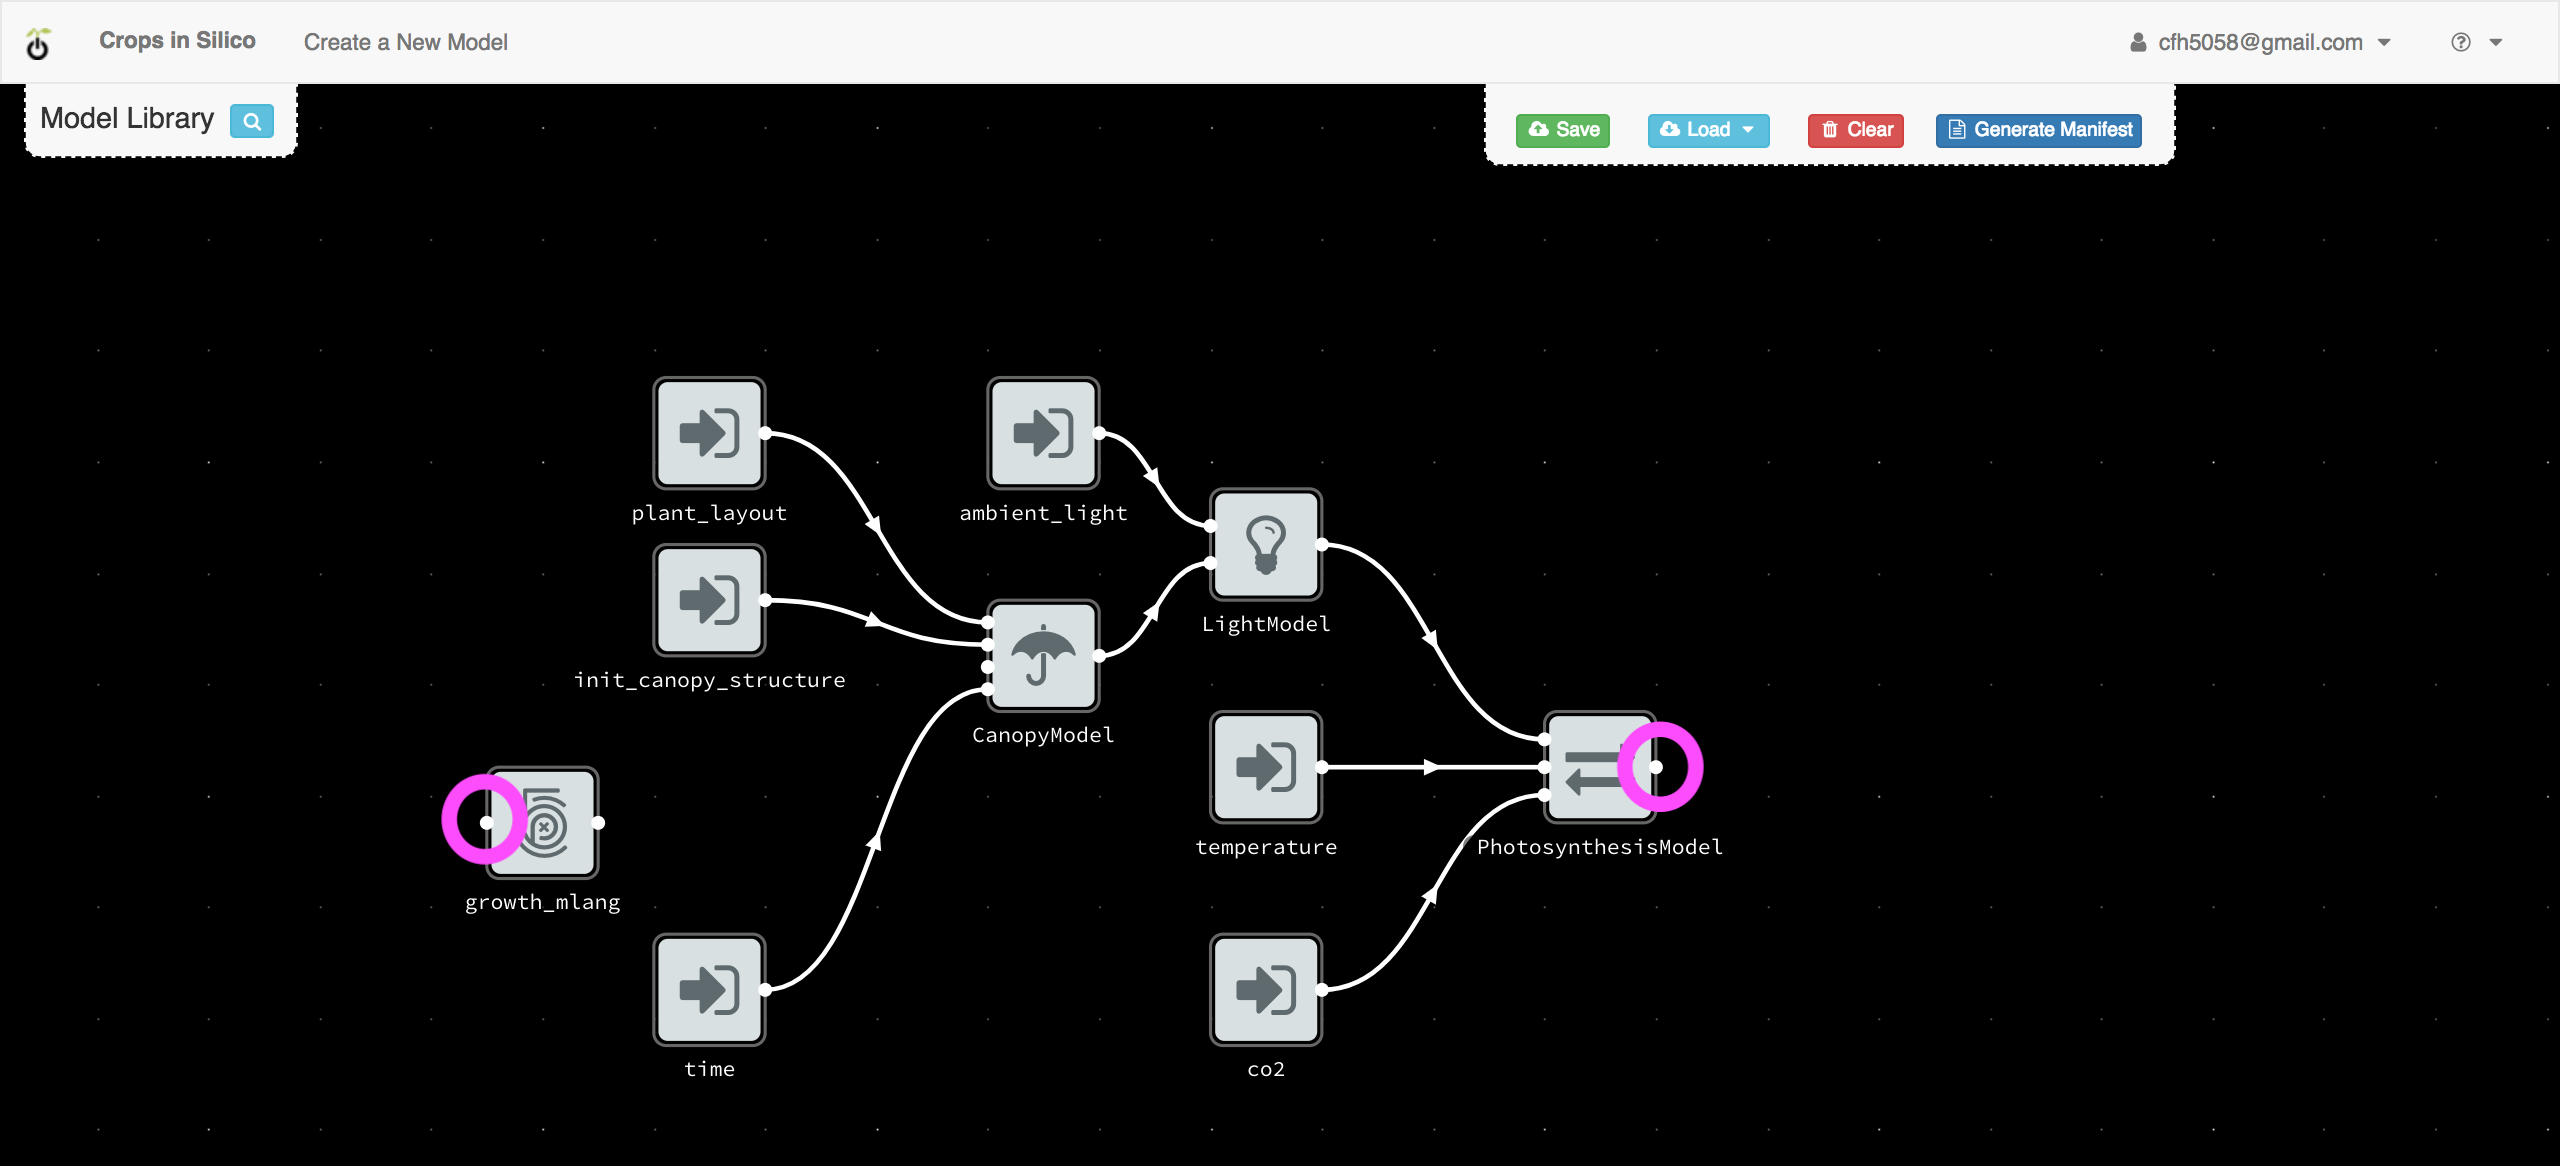 Crops in Silico
Create a New Model
cfh5058@gmail.com
Model Library
Save
Load
Clear
Generate Manifest
plant_layout
ambient_light
init_canopy_structure
LightModel
CanopyModel
growth_mlang
temperature
PhotosynthesisModel
time
co2